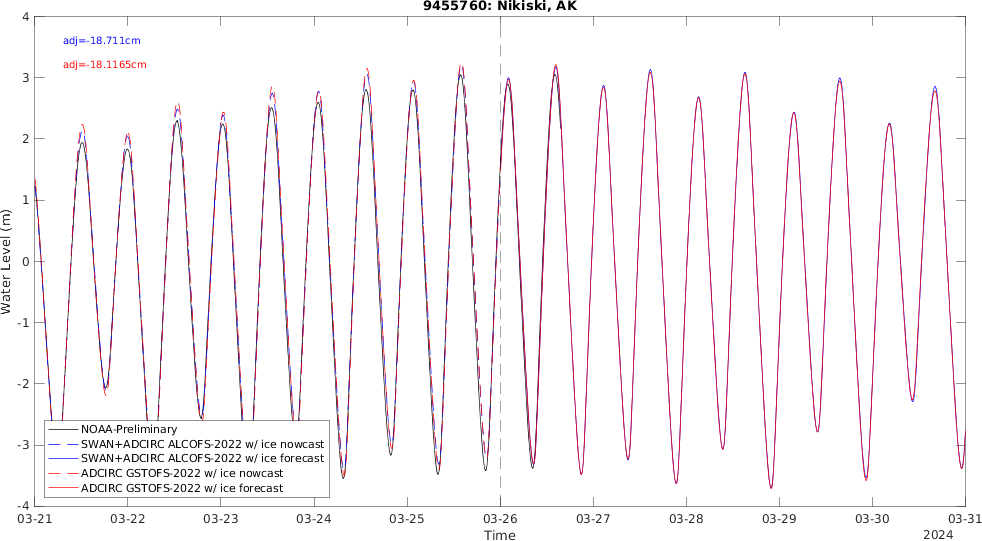 9455760: Nikiski, AK
adj=-18.711cm
adj=-18.1165cm
Water Level (m)
4
3
2
1
0
-1
-2
-3
-4
NOAA-Preliminary
SWAN+ADCIRC ALCOFS-2022 w/ ice nowcast
SWAN+ADCIRC ALCOFS-2022 w/ ice forecast
ADCIRC GSTOFS-2022 w/ ice nowcast
ADCIRC GSTOFS-2022 w/ ice forecast
03-21 03-22 03-23 03-24 03-25 03-26 03-27 03-28 03-29 03-30 03-31
Time
2024